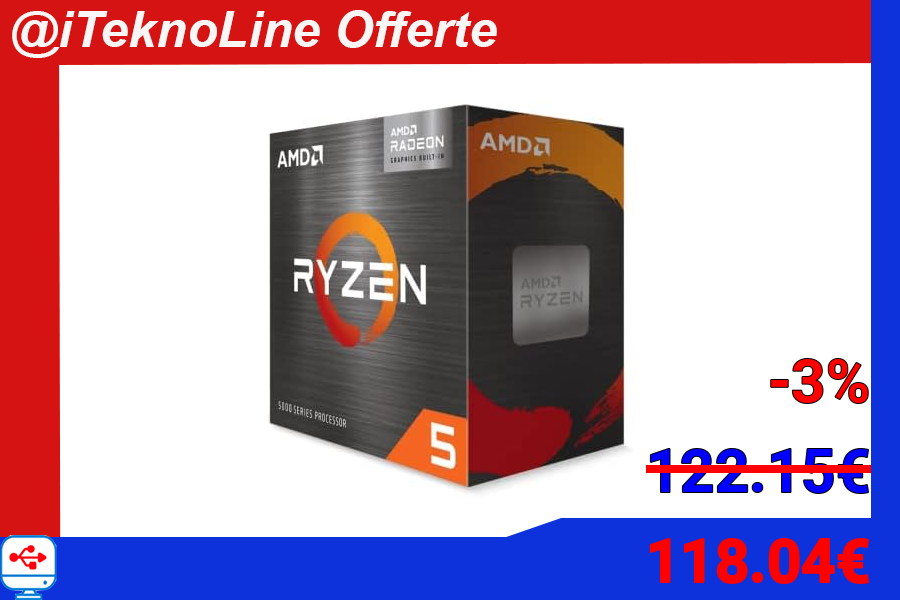 @iTeknoLine Offerte
AMD
AMD
RADEON
GRAPHICS BUILT-IN
AMD
RYZEN
AMD
RYZEN
5000 SERIES PROCESSOR
5
-3%
122.15€
118.04€